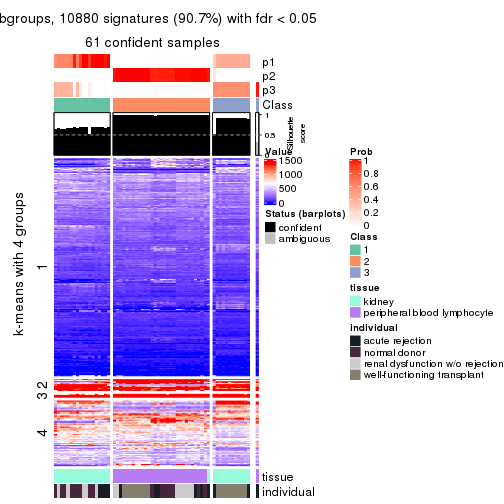 bgroups, 10880 signatures (90.7%) with fdr < 0.05
61 confident samples
p1
p2
p3
Class
1
0.5
0
Silhouette
score
k-means with 4 groups
1
2
3
4
tissue
individual
Value
1500
1000
500
0
Status (barplots)
confident
ambiguous
Prob
1
0.8
0.6
0.4
0.2
0
Class
1
2
3
tissue
kidney
peripheral blood lymphocyte
individual
acute rejection
normal donor
renal dysfunction w/o rejection
well-functioning transplant